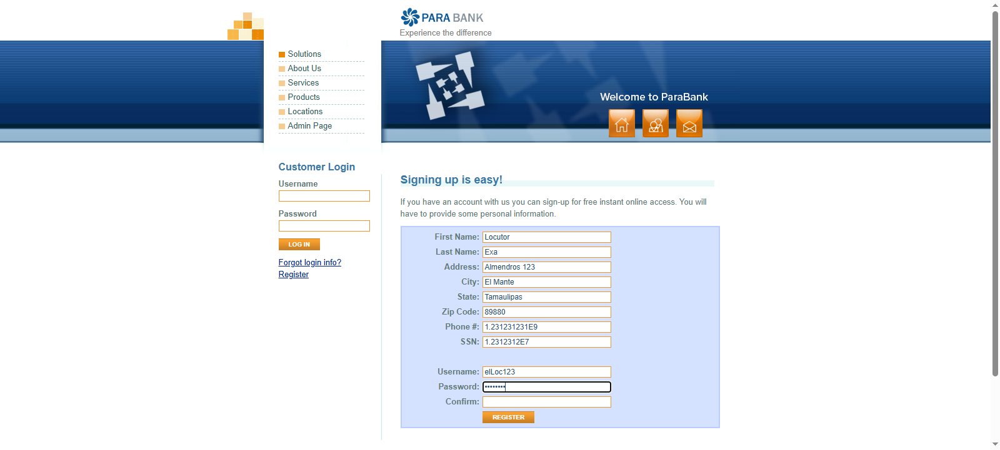 PARA BANK
Experience the difference
Solutions
About Us
Services
Products
Locations
Admin Page
Welcome to ParaBank
Customer Login
Username
Password
LOG IN
Forgot login info?
Register
Signing up is easy!
If you have an account with us you can sign-up for free instant online access. You will
have to provide some personal information.
First Name: Locutor
Last Name: Exa
Address: Almendros 123
City: El Mante
State: Tamaulipas
Zip Code: 89880
Phone #: 1.231231231E9
SSN: 1.2312312E7
Username: elLoc123
Password: ••••••••
Confirm:
REGISTER